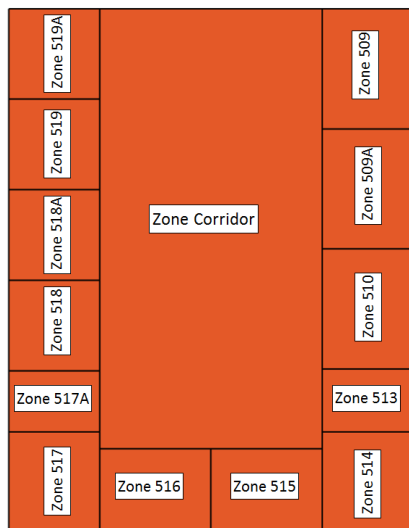 Zone 519A
Zone 509
Zone 519
Zone 509A
Zone 518A
Zone Corridor
Zone 518
Zone 510
Zone 517A
Zone 513
Zone 517
Zone 516
Zone 515
Zone 514